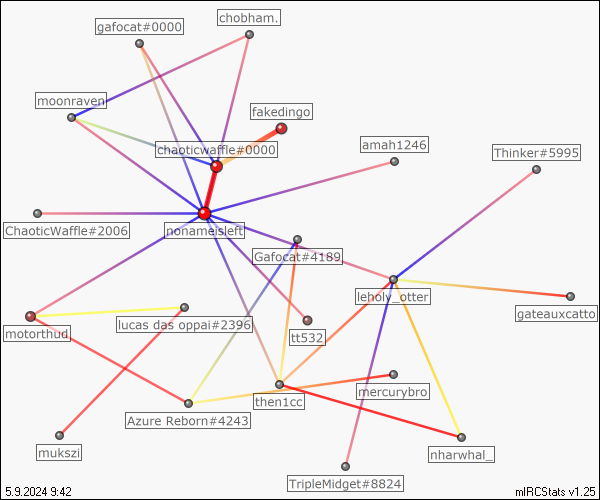 chobham.
gafocat#0000
moonraven
fakedingo
chaoticwaffle#0000
amah1246
Thinker#5995
ChaoticWaffle#2006
nonameisleft
Gafocat#4189
leholy_otter
gateauxcatto
motorthud
lucas das oppai#2396
tt532
mercurybro
then1cc
Azure Reborn#4243
mukszi
nharwhal_
TripleMidget#8824
5.9.2024 9:42
mIRCStats v1.25